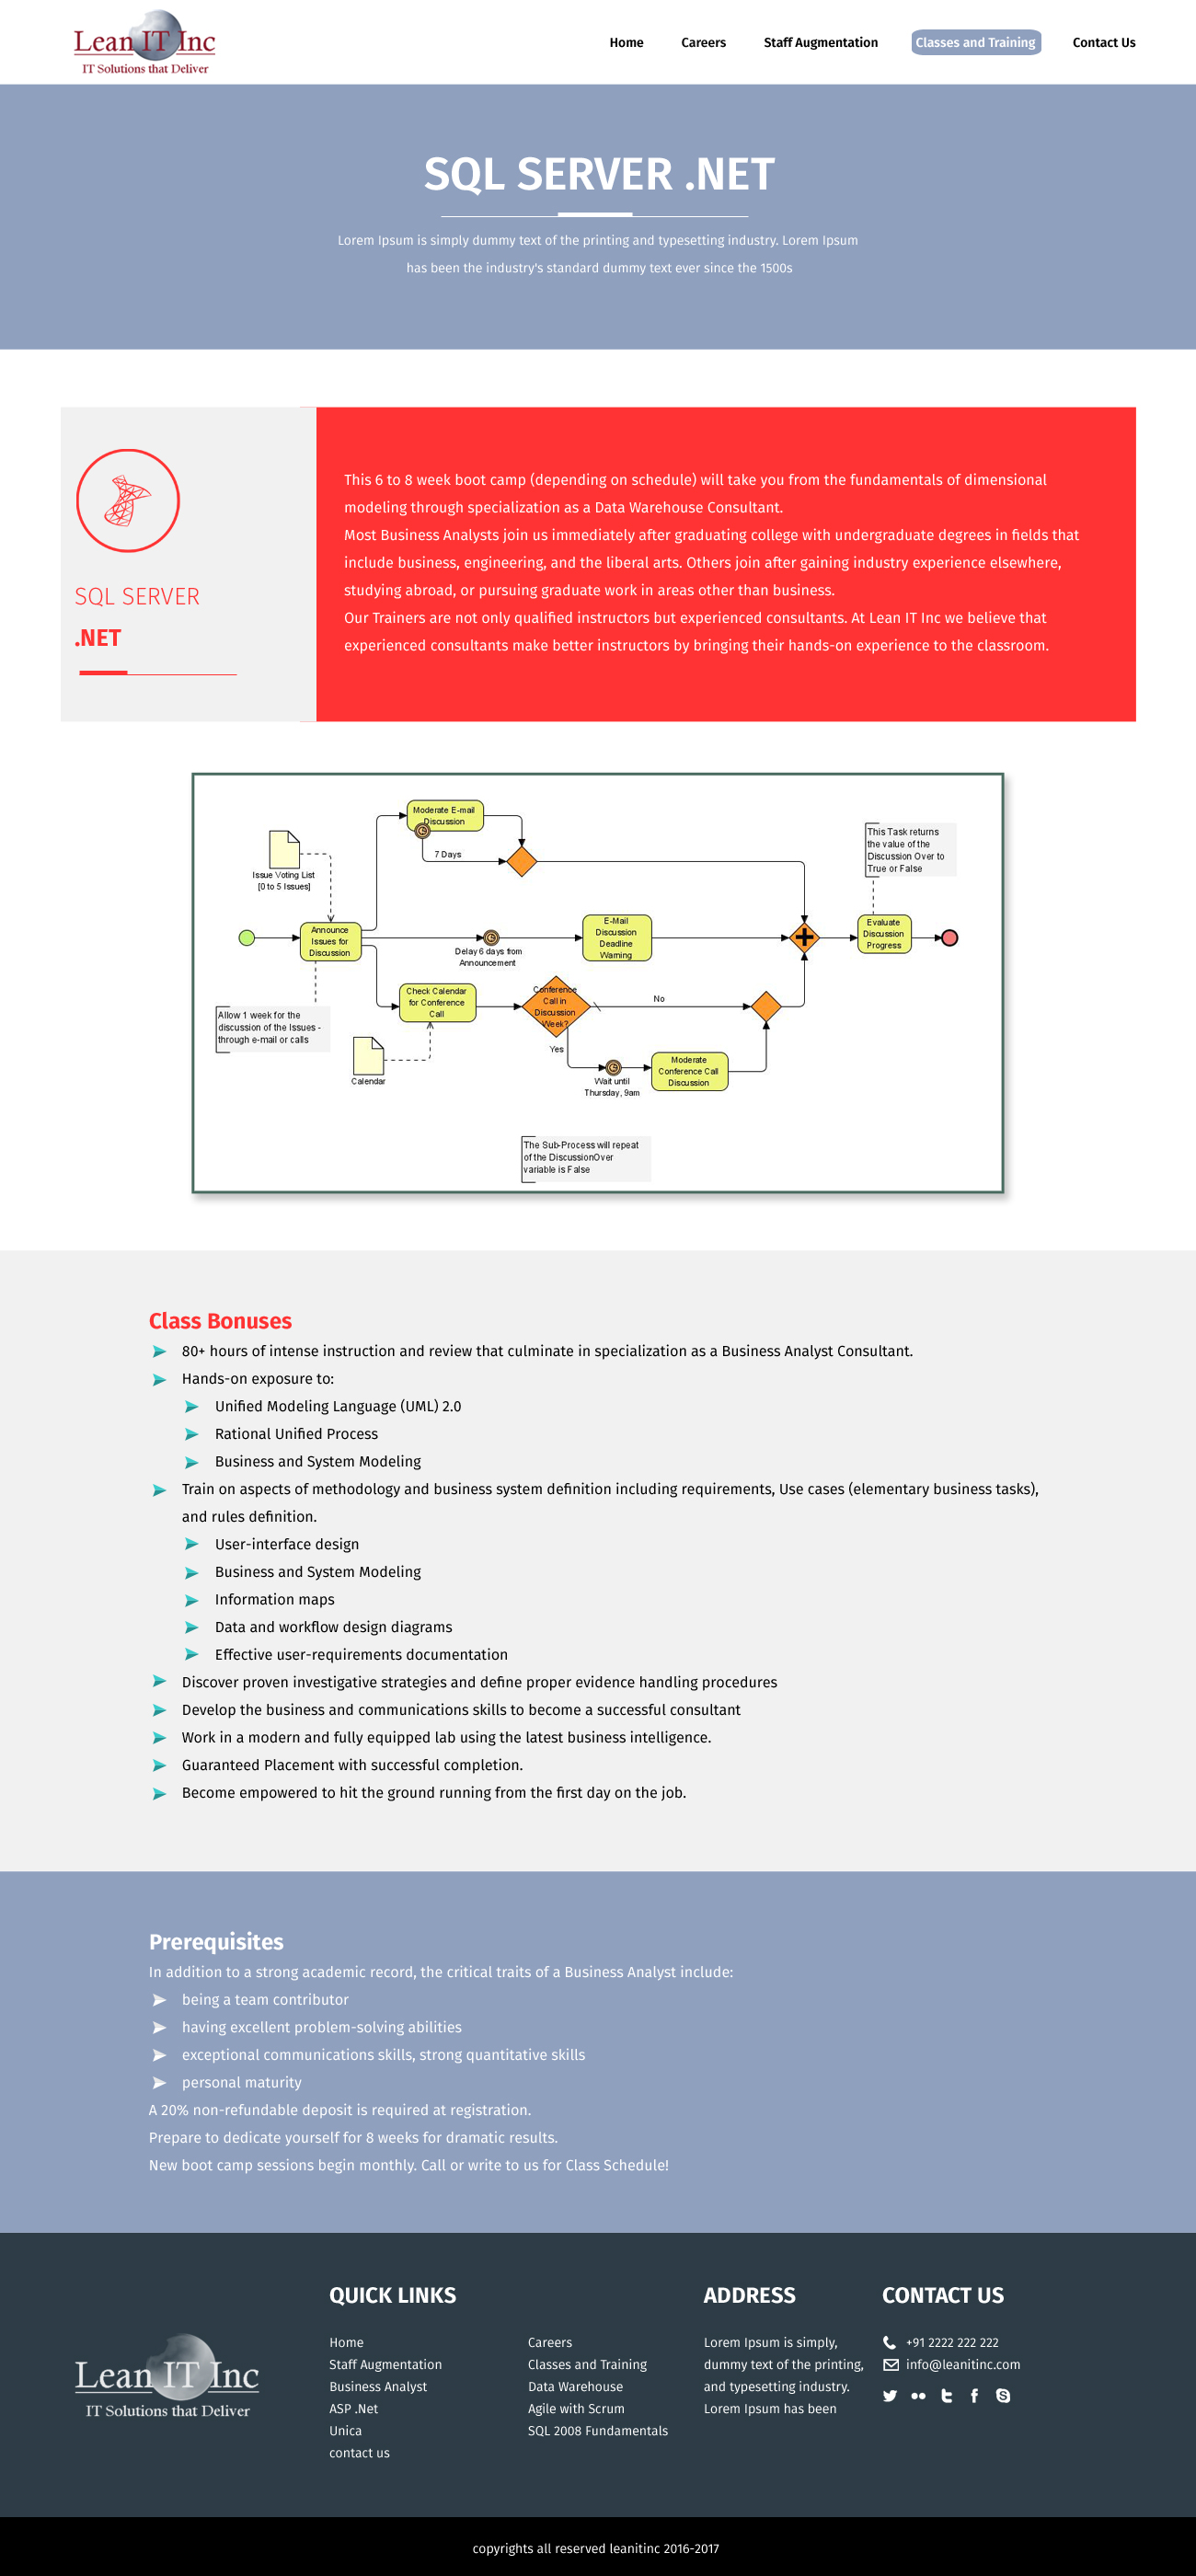 Lean IT Inc
IT Solutions that Deliver
Home Careers Staff Augmentation Classes and Training Contact Us
SQL SERVER .NET
Lorem Ipsum is simply dummy text of the printing and typesetting industry. Lorem Ipsum
has been the industry's standard dummy text ever since the 1500s
SQL SERVER
.NET
This 6 to 8 week boot camp (depending on schedule) will take you from the fundamentals of dimensional
modeling through specialization as a Data Warehouse Consultant.
Most Business Analysts join us immediately after graduating college with undergraduate degrees in fields that
include business, engineering, and the liberal arts. Others join after gaining industry experience elsewhere,
studying abroad, or pursuing graduate work in areas other than business.
Our Trainers are not only qualified instructors but experienced consultants. At Lean IT Inc we believe that
experienced consultants make better instructors by bringing their hands-on experience to the classroom.
Moderate E-mail
Discussion
7 Days
Issue Voting List
[0 to 5 Issues]
This Task returns
the value of the
Discussion Over to
True or False
Announce
Issues for
Discussion
Delay 6 days from
Announcement
E-Mail
Discussion
Deadline
Warning
Evaluate
Discussion
Progress
Check Calendar
for Conference
Call
Conference
Call in
Discussion
Week?
No
Yes
Allow 1 week for the
discussion of the Issues -
through e-mail or calls
Calendar
Wait until
Thursday, 9am
Moderate
Conference Call
Discussion
The Sub-Process will repeat
of the DiscussionOver
variable is False
Class Bonuses
80+ hours of intense instruction and review that culminate in specialization as a Business Analyst Consultant.
Hands-on exposure to:
Unified Modeling Language (UML) 2.0
Rational Unified Process
Business and System Modeling
Train on aspects of methodology and business system definition including requirements, Use cases (elementary business tasks),
and rules definition.
User-interface design
Business and System Modeling
Information maps
Data and workflow design diagrams
Effective user-requirements documentation
Discover proven investigative strategies and define proper evidence handling procedures
Develop the business and communications skills to become a successful consultant
Work in a modern and fully equipped lab using the latest business intelligence.
Guaranteed Placement with successful completion.
Become empowered to hit the ground running from the first day on the job.
Prerequisites
In addition to a strong academic record, the critical traits of a Business Analyst include:
being a team contributor
having excellent problem-solving abilities
exceptional communications skills, strong quantitative skills
personal maturity
A 20% non-refundable deposit is required at registration.
Prepare to dedicate yourself for 8 weeks for dramatic results.
New boot camp sessions begin monthly. Call or write to us for Class Schedule!
Lean IT Inc
IT Solutions that Deliver
QUICK LINKS
Home
Staff Augmentation
Business Analyst
ASP .Net
Unica
contact us
Careers
Classes and Training
Data Warehouse
Agile with Scrum
SQL 2008 Fundamentals
ADDRESS
Lorem Ipsum is simply,
dummy text of the printing,
and typesetting industry.
Lorem Ipsum has been
CONTACT US
+91 2222 222 222
info@leanitinc.com
copyrights all reserved leanitinc 2016-2017